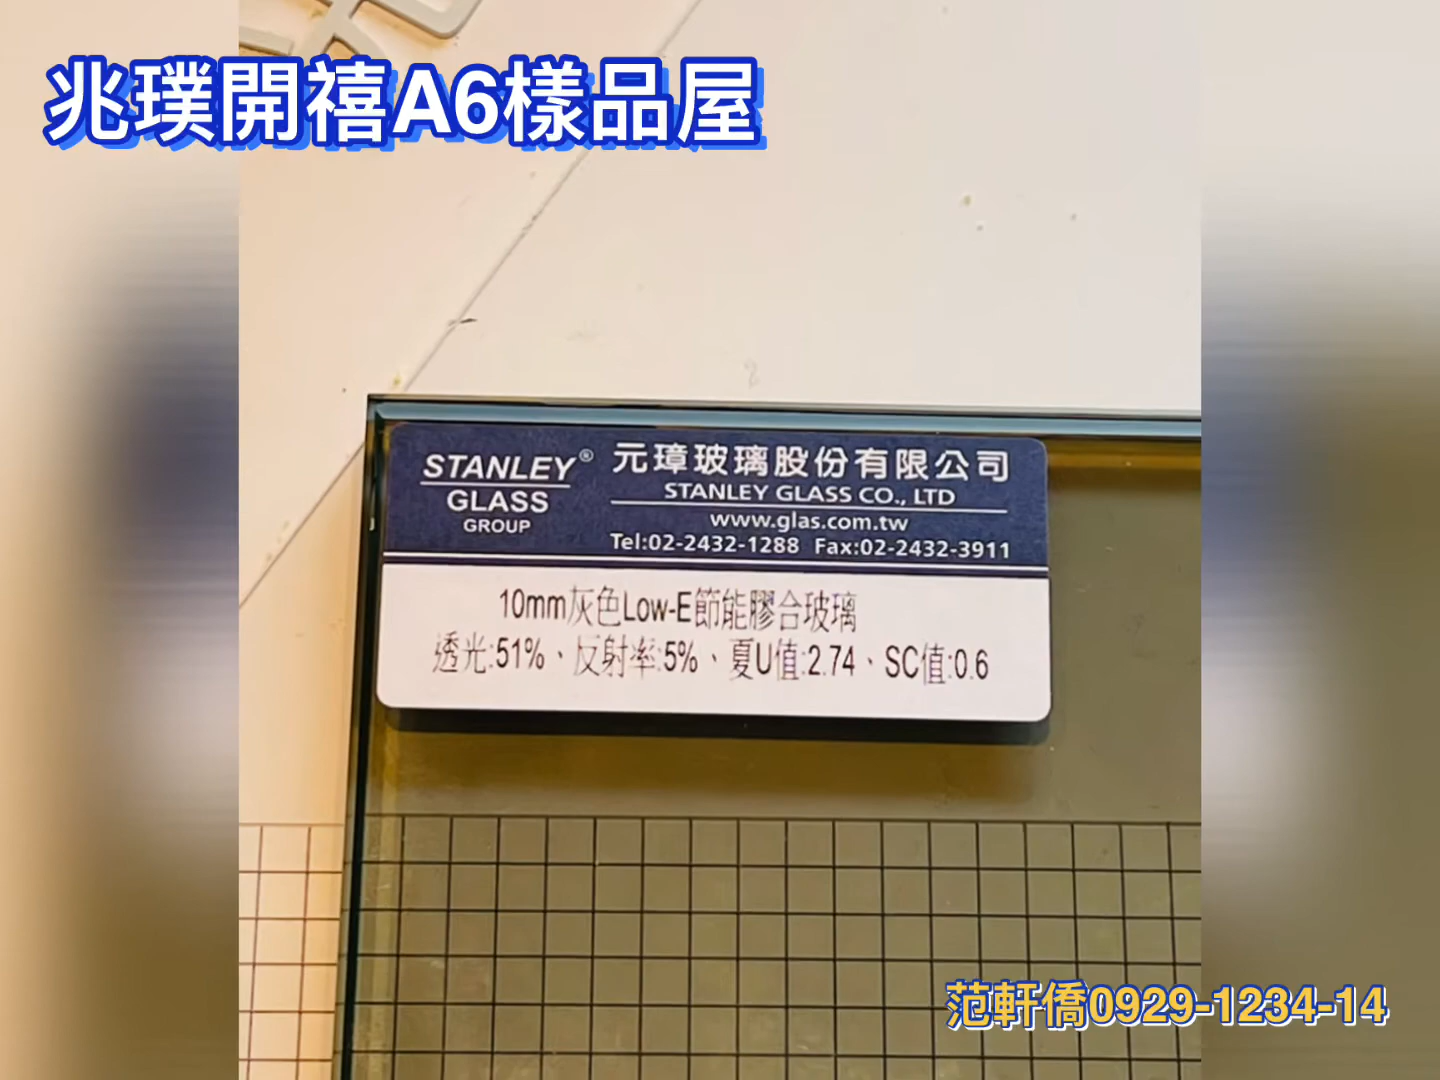 兆璞開禧A6樣品屋
STANLEY®
GLASS
GROUP
元璋玻璃股份有限公司
STANLEY GLASS CO., LTD
www.glas.com.tw
Tel:02-2432-1288 Fax:02-2432-3911
10mm灰色Low-E節能膠合玻璃
透光:51%、反射率:5%、夏U值:2.74、SC值:0.6
范軒僑0929-1234-14